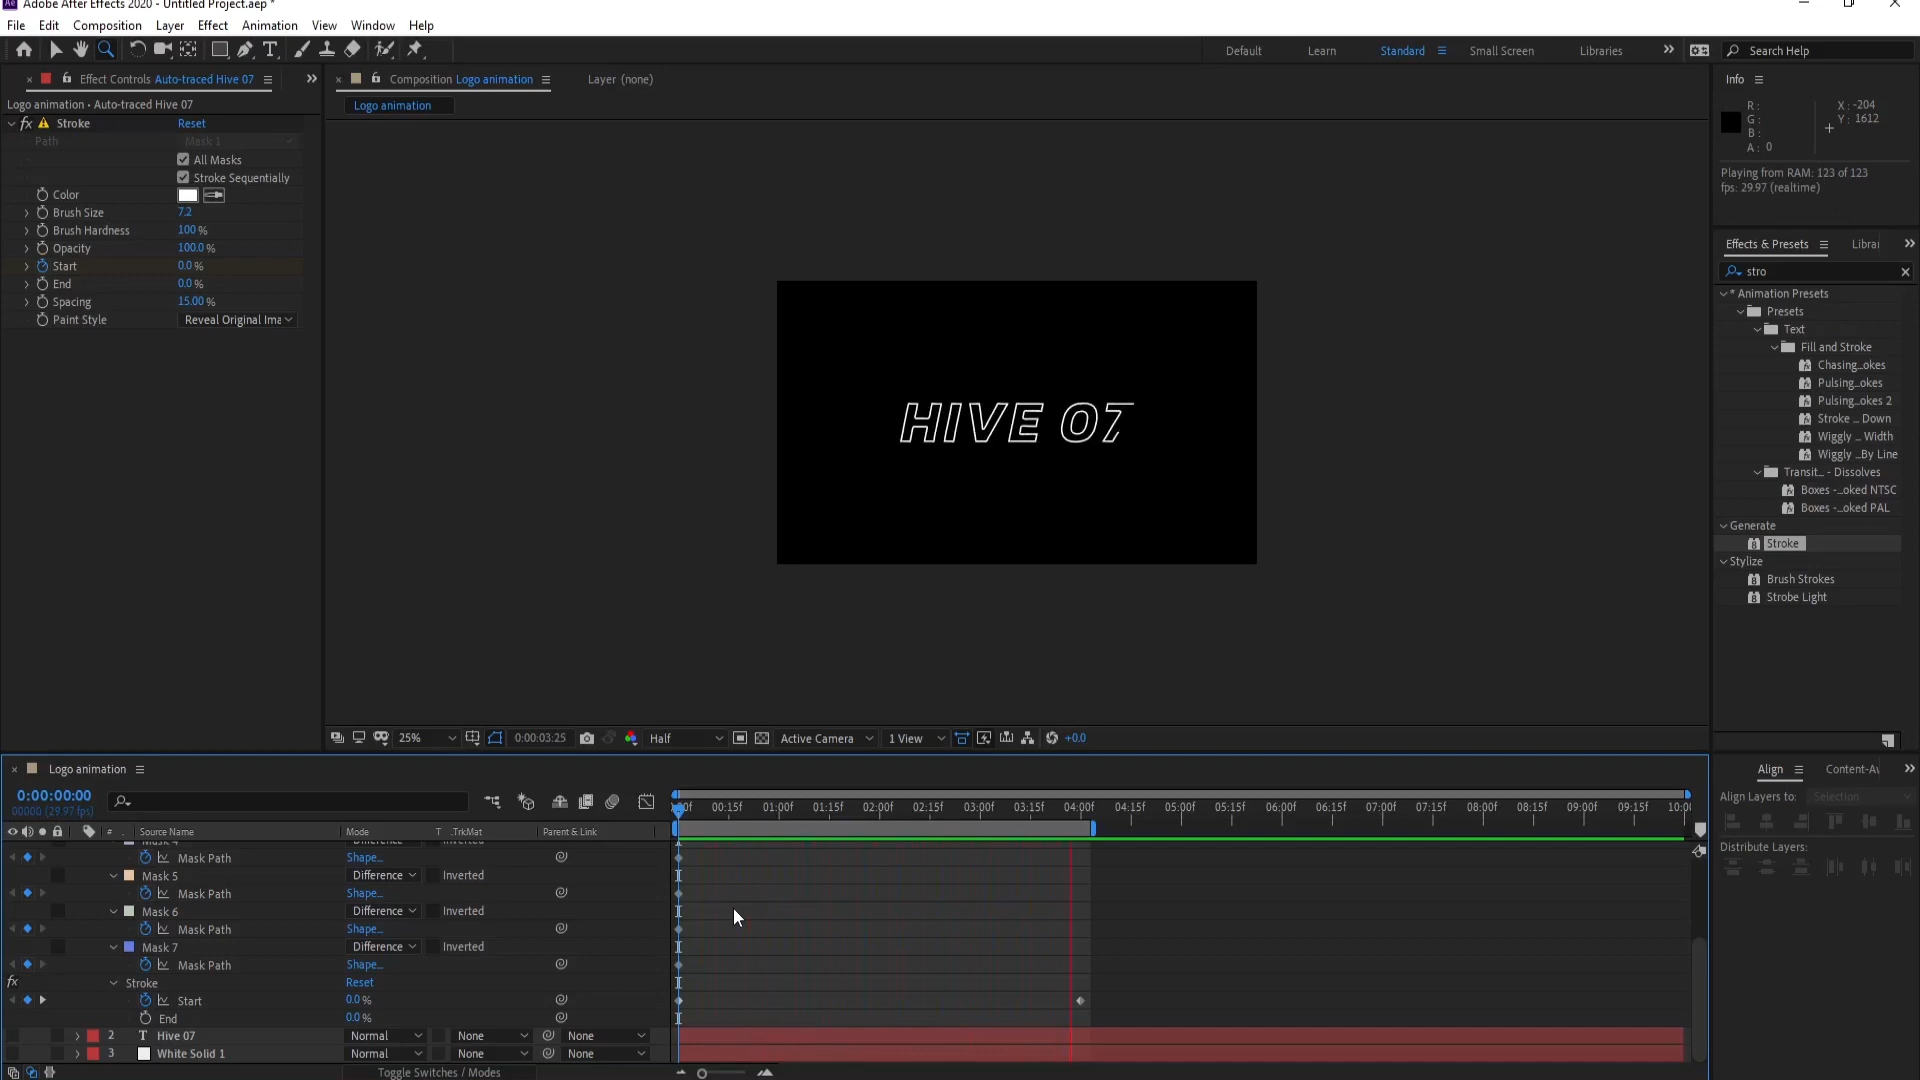 Adobe After Effects 2020 - Untitled Project.aep *
File Edit Composition Layer Effect Animation View Window Help
Default Learn Standard Small Screen Libraries Search Help
Effect Controls Auto-traced Hive 07
Logo animation • Auto-traced Hive 07
fx Stroke Reset
Path Mask 1
All Masks
Stroke Sequentially
Color
Brush Size 7.2
Brush Hardness 100 %
Opacity 100.0 %
Start 0.0 %
End 0.0 %
Spacing 15.00 %
Paint Style Reveal Original Ima
Composition Logo animation Layer (none)
Logo animation
HIVE 07
25% 0:00:03:25 Half Active Camera 1 View +0.0
Info
R: X: -204
G: Y: 1612
B:
A: 0
Playing from RAM: 123 of 123
fps: 29.97 (realtime)
Effects & Presets Librai
stro
* Animation Presets
Presets
Text
Fill and Stroke
Chasing...okes
Pulsing...okes
Pulsing...okes 2
Stroke ... Down
Wiggly ... Width
Wiggly ...By Line
Transit... - Dissolves
Boxes -...oked NTSC
Boxes -...oked PAL
Generate
Stroke
Stylize
Brush Strokes
Strobe Light
Align Content-Av
Align Layers to: Selection
Distribute Layers:
Logo animation
0:00:00:00
00000 (29.97 fps)
00:15f 01:00f 01:15f 02:00f 02:15f 03:00f 03:15f 04:00f 04:15f 05:00f 05:15f 06:00f 06:15f 07:00f 07:15f 08:00f 08:15f 09:00f 09:15f
# Source Name Mode T .TrkMat Parent & Link
Mask 4 Difference Inverted
Mask Path Shape...
Mask 5 Difference Inverted
Mask Path Shape...
Mask 6 Difference Inverted
Mask Path Shape...
Mask 7 Difference Inverted
Mask Path Shape...
fx Stroke Reset
Start 0.0 %
End 0.0 %
2 T Hive 07 Normal None None
3 White Solid 1 Normal None None
Toggle Switches / Modes